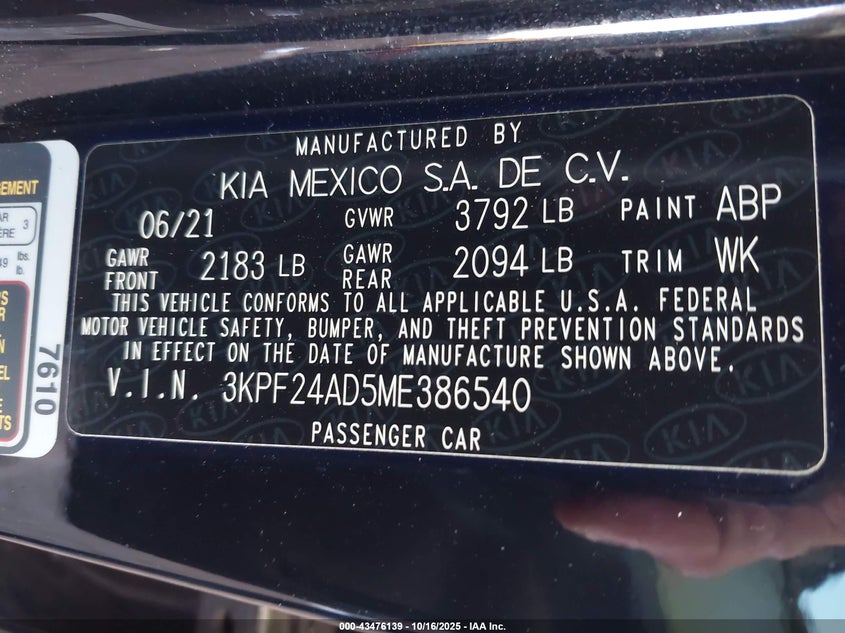 MANUFACTURED BY
KIA MEXICO S.A. DE C.V.
06/21 GVWR 3792 LB PAINT ABP
GAWR FRONT 2183 LB GAWR REAR 2094 LB TRIM WK
THIS VEHICLE CONFORMS TO ALL APPLICABLE U.S.A. FEDERAL
MOTOR VEHICLE SAFETY, BUMPER, AND THEFT PREVENTION STANDARDS
IN EFFECT ON THE DATE OF MANUFACTURE SHOWN ABOVE.
V.I.N. 3KPF24AD5ME386540
PASSENGER CAR
3
lbs.
lb.
7610
000-43476139 - 10/16/2025 - IAA Inc.